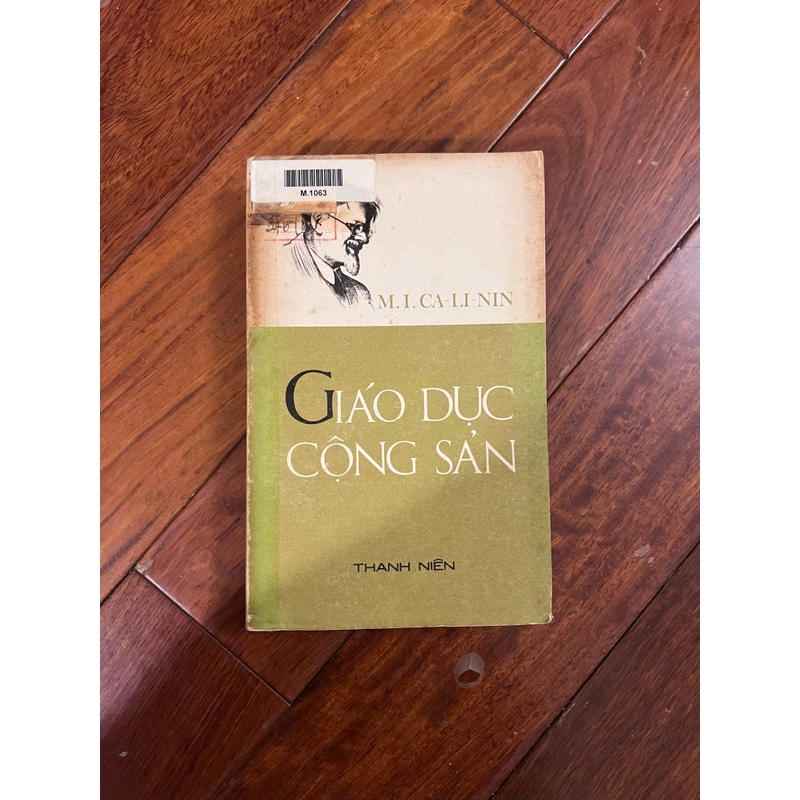 M.1063
M. I. CA-LI-NIN
GIÁO DỤC
CỘNG SẢN
THANH NIÊN